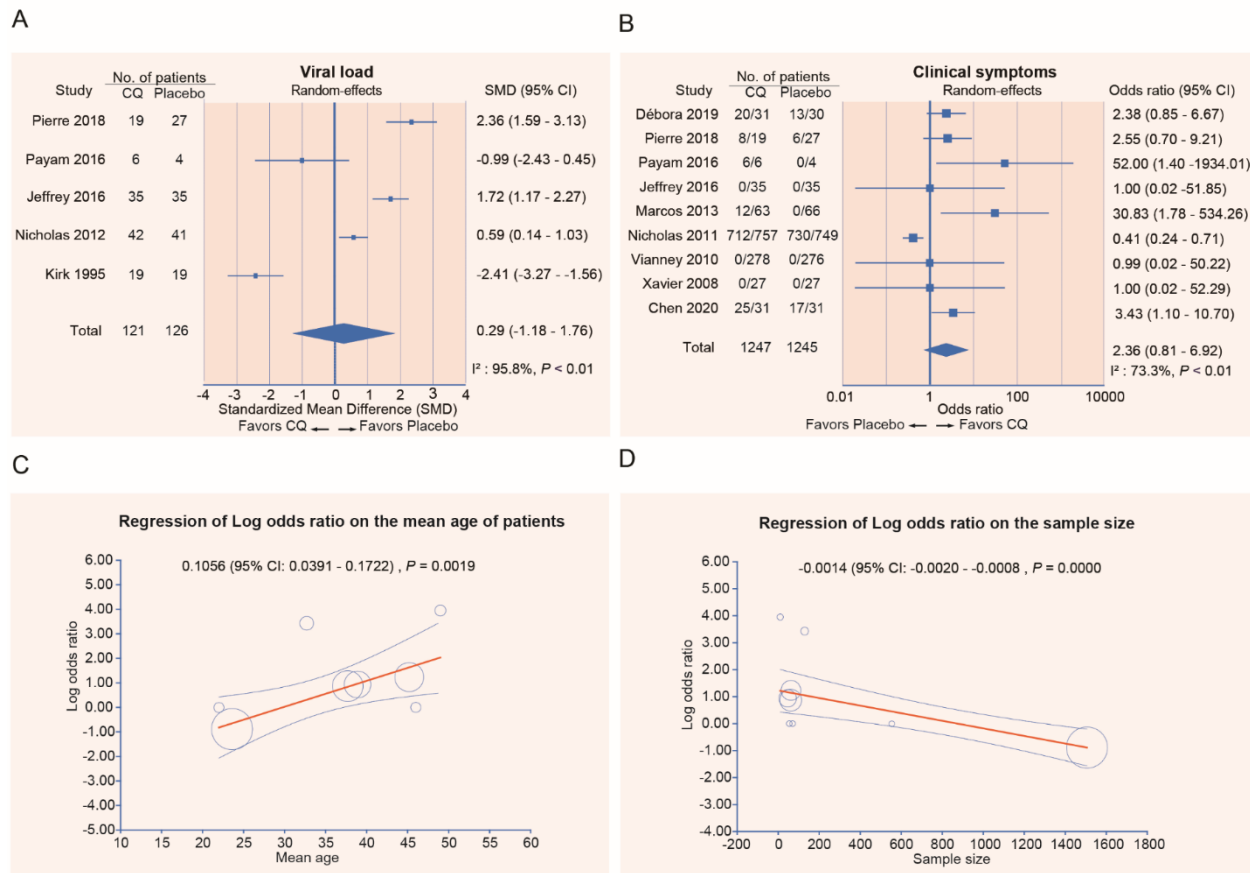 A
Viral load
No. of patients
Study CQ Placebo Random-effects SMD (95% CI)
Pierre 2018 19 27 2.36 (1.59 - 3.13)
Payam 2016 6 4 -0.99 (-2.43 - 0.45)
Jeffrey 2016 35 35 1.72 (1.17 - 2.27)
Nicholas 2012 42 41 0.59 (0.14 - 1.03)
Kirk 1995 19 19 -2.41 (-3.27 - -1.56)
Total 121 126 0.29 (-1.18 - 1.76)
I² : 95.8%, P < 0.01
-4 -3 -2 -1 0 1 2 3 4
Standardized Mean Difference (SMD)
Favors CQ ← → Favors Placebo
B
Clinical symptoms
No. of patients
Study CQ Placebo Random-effects Odds ratio (95% CI)
Débora 2019 20/31 13/30 2.38 (0.85 - 6.67)
Pierre 2018 8/19 6/27 2.55 (0.70 - 9.21)
Payam 2016 6/6 0/4 52.00 (1.40 -1934.01)
Jeffrey 2016 0/35 0/35 1.00 (0.02 -51.85)
Marcos 2013 12/63 0/66 30.83 (1.78 - 534.26)
Nicholas 2011 712/757 730/749 0.41 (0.24 - 0.71)
Vianney 2010 0/278 0/276 0.99 (0.02 - 50.22)
Xavier 2008 0/27 0/27 1.00 (0.02 - 52.29)
Chen 2020 25/31 17/31 3.43 (1.10 - 10.70)
Total 1247 1245 2.36 (0.81 - 6.92)
I² : 73.3%, P < 0.01
0.01 1 100 10000
Odds ratio
Favors Placebo ← → Favors CQ
C
Regression of Log odds ratio on the mean age of patients
0.1056 (95% CI: 0.0391 - 0.1722) , P = 0.0019
Log odds ratio
6.00
5.00
4.00
3.00
2.00
1.00
0.00
-1.00
-2.00
-3.00
-4.00
-5.00
10 15 20 25 30 35 40 45 50 55 60
Mean age
D
Regression of Log odds ratio on the sample size
-0.0014 (95% CI: -0.0020 - -0.0008 , P = 0.0000
Log odds ratio
6.00
5.00
4.00
3.00
2.00
1.00
0.00
-1.00
-2.00
-3.00
-4.00
-200 0 200 400 600 800 1000 1200 1400 1600 1800
Sample size